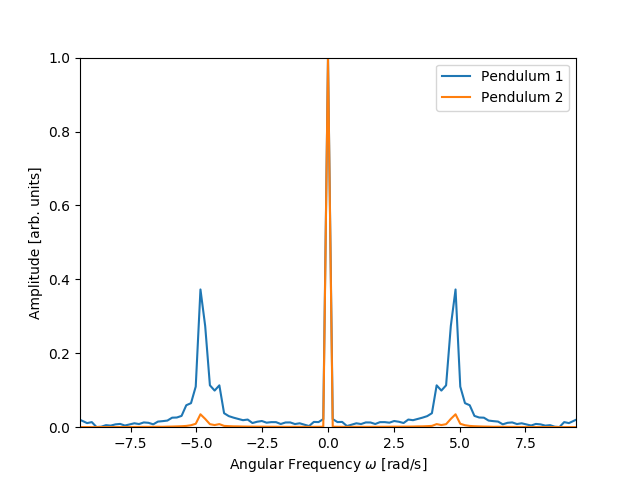 1.0
0.8
0.6
0.4
0.2
0.0
Amplitude [arb. units]
Pendulum 1
Pendulum 2
−7.5 −5.0 −2.5 0.0 2.5 5.0 7.5
Angular Frequency ω [rad/s]